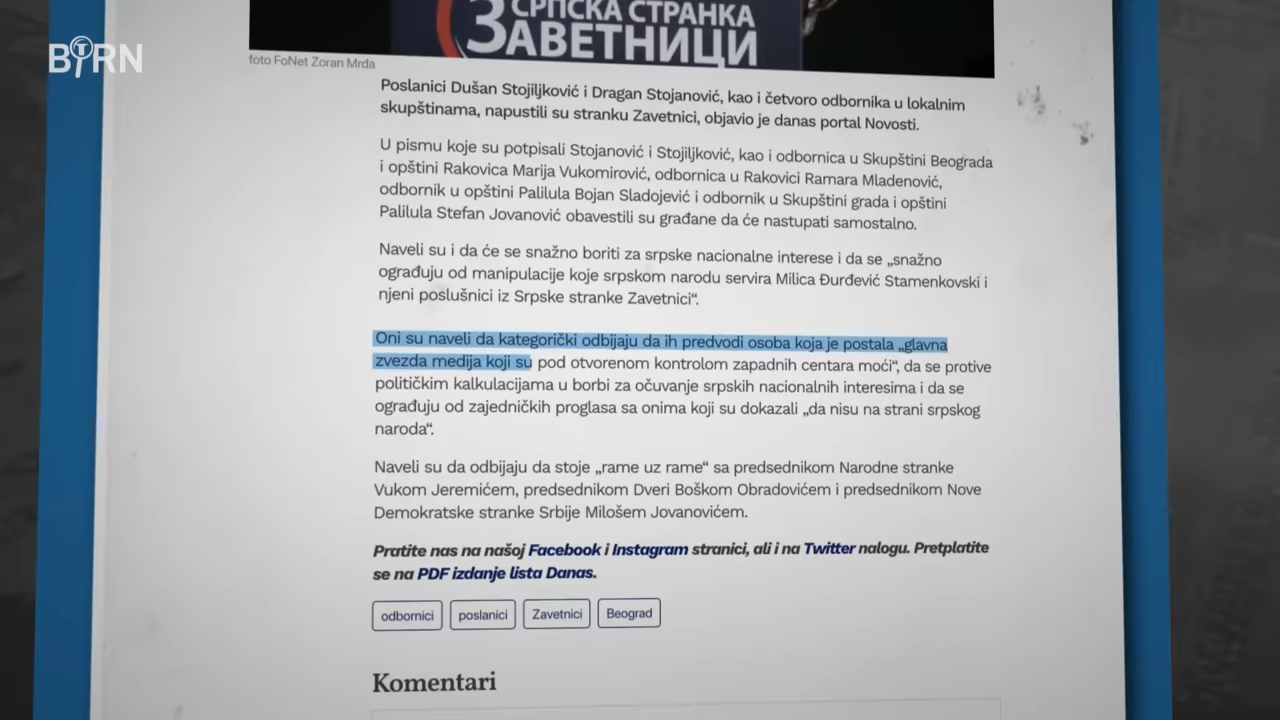 BIRN
СРПСКА СТРАНКА
ЗАВЕТНИЦИ
foto FoNet Zoran Mrđa
Poslanici Dušan Stojiljković i Dragan Stojanović, kao i četvoro odbornika u lokalnim
skupštinama, napustili su stranku Zavetnici, objavio je danas portal Novosti.
U pismu koje su potpisali Stojanović i Stojiljković, kao i odbornica u Skupštini Beograda
i opštini Rakovica Marija Vukomirović, odbornica u Rakovici Ramara Mladenović,
odbornik u opštini Palilula Bojan Sladojević i odbornik u Skupštini grada i opštini
Palilula Stefan Jovanović obavestili su građane da će nastupati samostalno.
Naveli su i da će se snažno boriti za srpske nacionalne interese i da se „snažno
ograđuju od manipulacije koje srpskom narodu servira Milica Đurđević Stamenkovski i
njeni poslušnici iz Srpske stranke Zavetnici“.
Oni su naveli da kategorički odbijaju da ih predvodi osoba koja je postala „glavna
zvezda medija koji su pod otvorenom kontrolom zapadnih centara moći“, da se protive
političkim kalkulacijama u borbi za očuvanje srpskih nacionalnih interesima i da se
ograđuju od zajedničkih proglasa sa onima koji su dokazali „da nisu na strani srpskog
naroda“.
Naveli su da odbijaju da stoje „rame uz rame“ sa predsednikom Narodne stranke
Vukom Jeremićem, predsednikom Dveri Boškom Obradovićem i predsednikom Nove
Demokratske stranke Srbije Milošem Jovanovićem.
Pratite nas na našoj Facebook i Instagram stranici, ali i na Twitter nalogu. Pretplatite
se na PDF izdanje lista Danas.
odbornici poslanici Zavetnici Beograd
Komentari